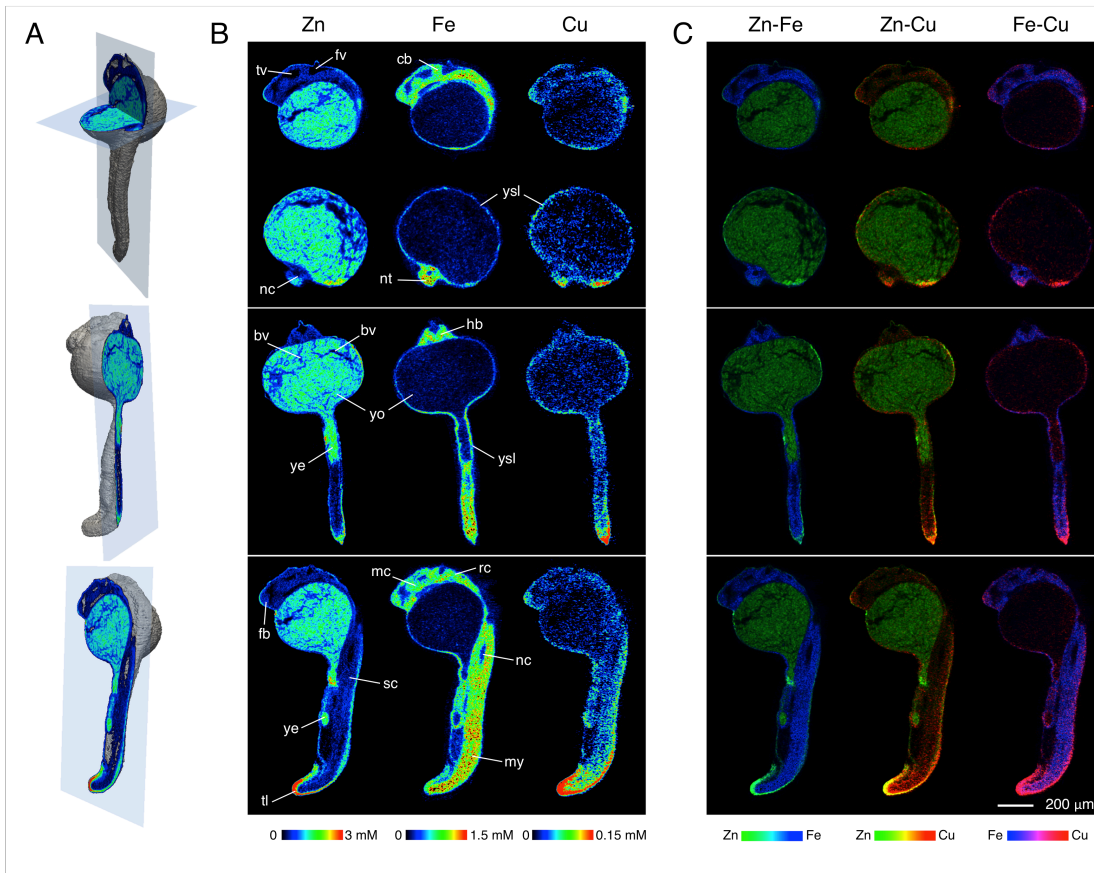 A B C
Zn Fe Cu Zn-Fe Zn-Cu Fe-Cu
tv fv cb
ysl
nc nt
bv bv hb
yo
ye ysl
mc rc
fb nc
sc
ye
my
tl
200 μm
0 3 mM 0 1.5 mM 0 0.15 mM Zn Fe Zn Cu Fe Cu